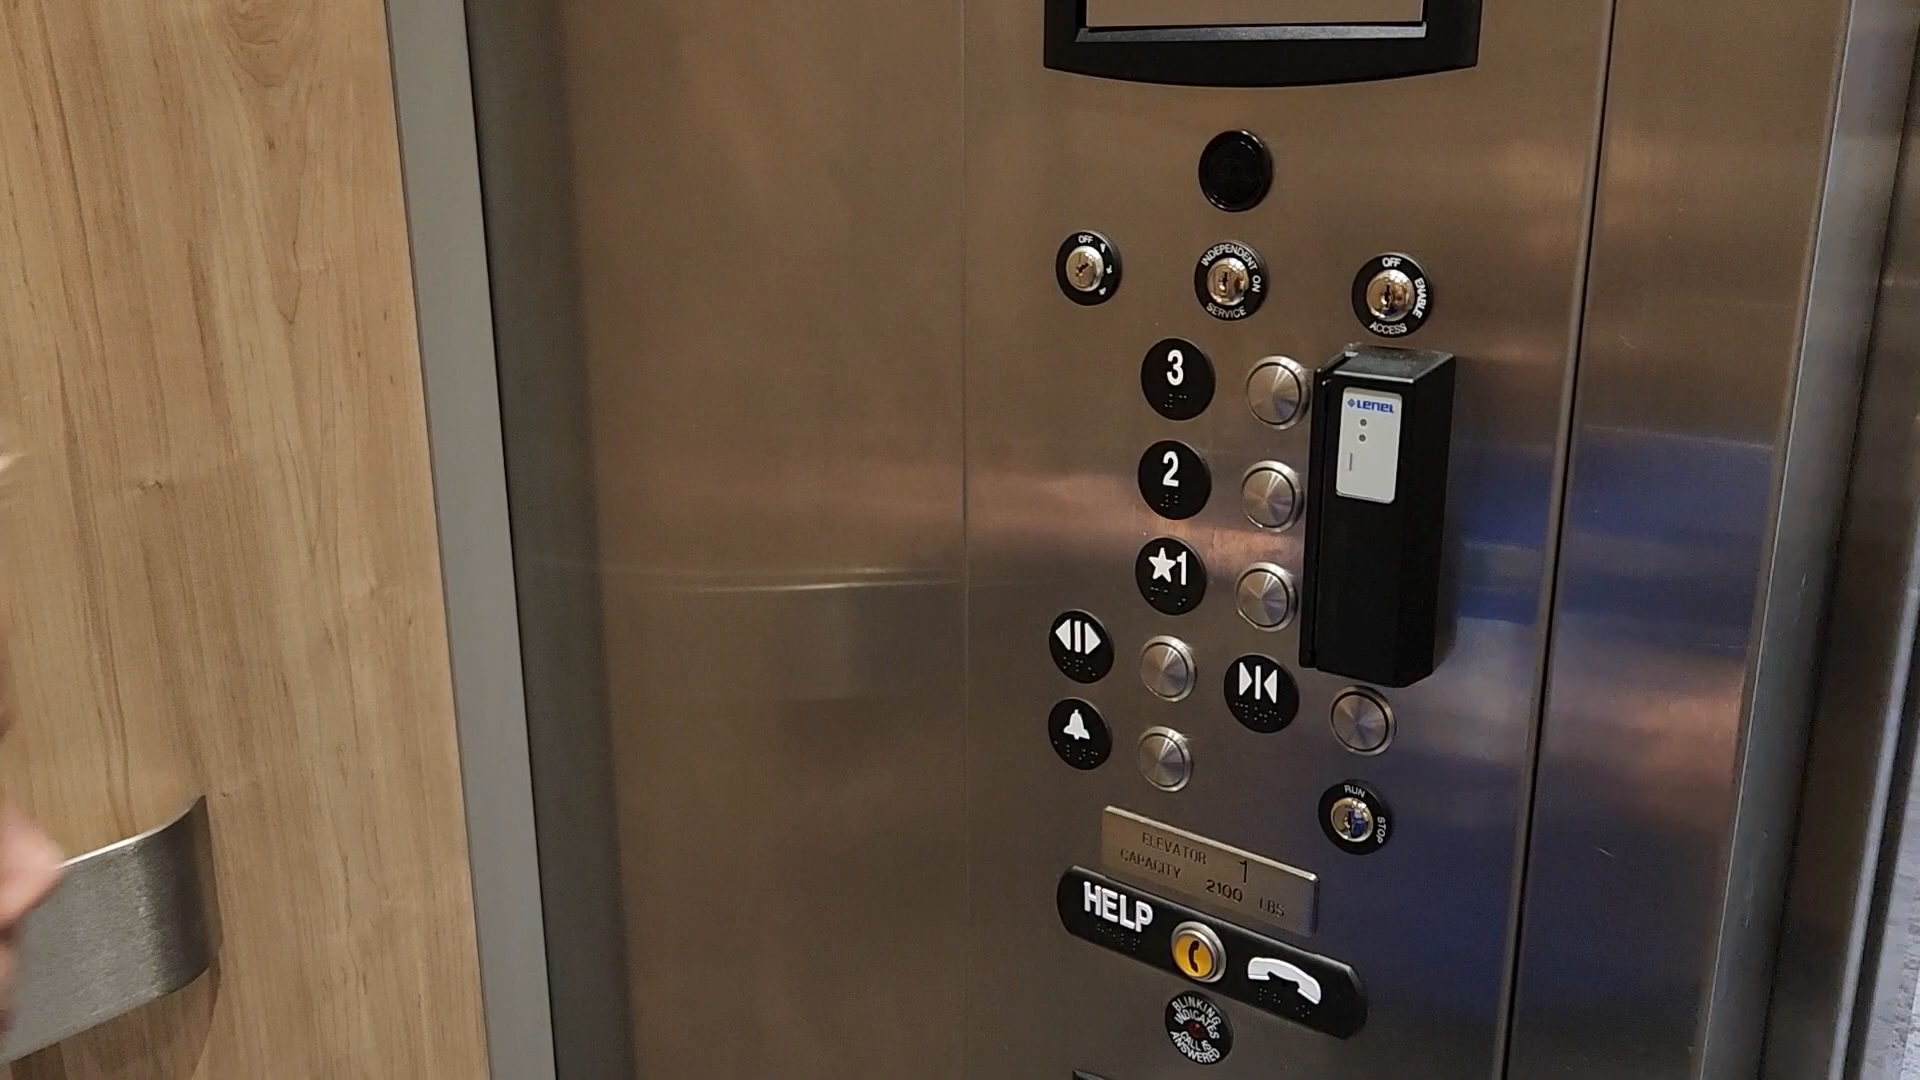 OFF
INDEPENDENT ON
SERVICE
OFF
ENABLE
ACCESS
3
LENEL
2
★1
RUN
STOP
ELEVATOR 1
CAPACITY 2100 LBS
HELP
BLINKING
INDICATES
CALL IS
ANSWERED